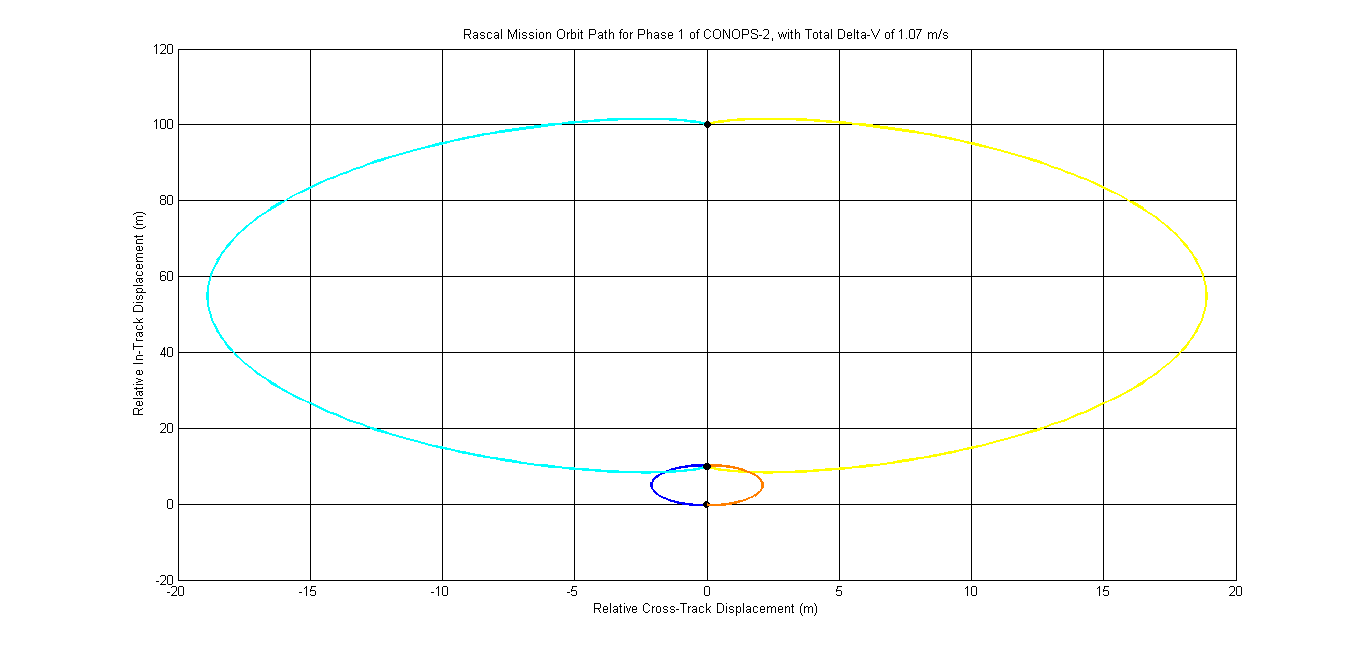 Rascal Mission Orbit Path for Phase 1 of CONOPS-2, with Total Delta-V of 1.07 m/s
120
100
80
60
40
20
0
-20
Relative In-Track Displacement (m)
-20 -15 -10 -5 0 5 10 15 20
Relative Cross-Track Displacement (m)